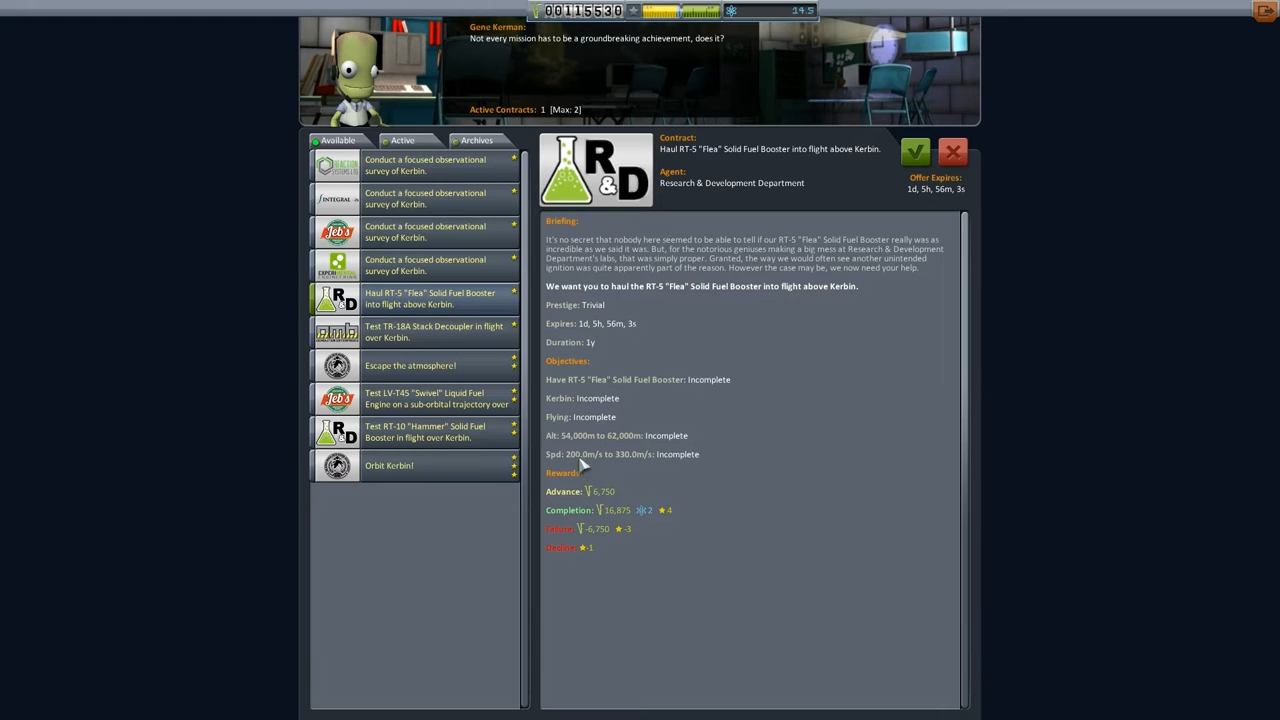 00115530
14.5
Gene Kerman:
Not every mission has to be a groundbreaking achievement, does it?
Active Contracts: 1 [Max: 2]
Available
Active
Archives
REACTION SYSTEMS LTD
Conduct a focused observational
survey of Kerbin.
INTEGRAL
Conduct a focused observational
survey of Kerbin.
Jeb's
Conduct a focused observational
survey of Kerbin.
EXPERIMENTAL
ENGINEERING
Conduct a focused observational
survey of Kerbin.
R&D
Haul RT-5 "Flea" Solid Fuel Booster
into flight above Kerbin.
Test TR-18A Stack Decoupler in flight
over Kerbin.
Escape the atmosphere!
Jeb's
Test LV-T45 "Swivel" Liquid Fuel
Engine on a sub-orbital trajectory over
R&D
Test RT-10 "Hammer" Solid Fuel
Booster in flight over Kerbin.
Orbit Kerbin!
R&D
Contract:
Haul RT-5 "Flea" Solid Fuel Booster into flight above Kerbin.
Agent:
Research & Development Department
Offer Expires:
1d, 5h, 56m, 3s
Briefing:
It's no secret that nobody here seemed to be able to tell if our RT-5 "Flea" Solid Fuel Booster really was as
incredible as we said it was. But, for the notorious geniuses making a big mess at Research & Development
Department's labs, that was simply proper. Granted, the way we would often see another unintended
ignition was quite apparently part of the reason. However the case may be, we now need your help.
We want you to haul the RT-5 "Flea" Solid Fuel Booster into flight above Kerbin.
Prestige: Trivial
Expires: 1d, 5h, 56m, 3s
Duration: 1y
Objectives:
Have RT-5 "Flea" Solid Fuel Booster: Incomplete
Kerbin: Incomplete
Flying: Incomplete
Alt: 54,000m to 62,000m: Incomplete
Spd: 200.0m/s to 330.0m/s: Incomplete
Rewards:
Advance: 6,750
Completion: 16,875 2 4
Failure: -6,750 -3
Decline: -1